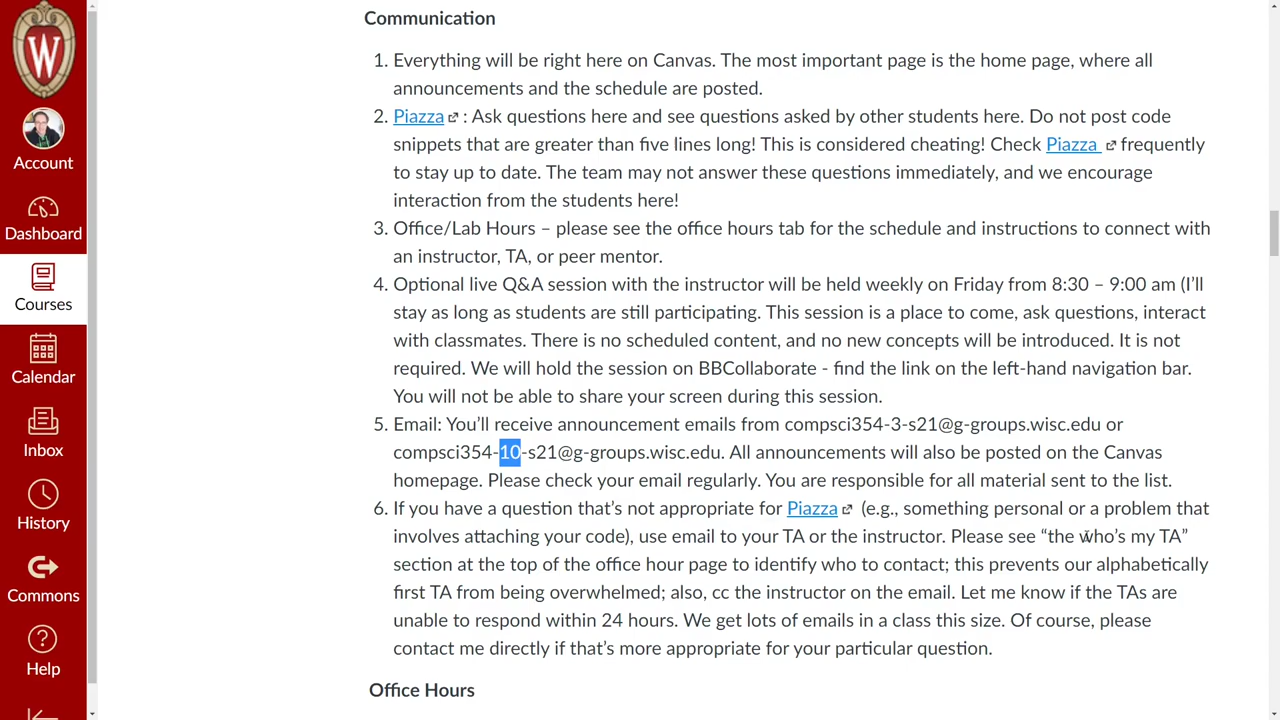 W
Account
Dashboard
Courses
Calendar
Inbox
History
Commons
Help
Communication
1. Everything will be right here on Canvas. The most important page is the home page, where all
announcements and the schedule are posted.
2. Piazza : Ask questions here and see questions asked by other students here. Do not post code
snippets that are greater than five lines long! This is considered cheating! Check Piazza frequently
to stay up to date. The team may not answer these questions immediately, and we encourage
interaction from the students here!
3. Office/Lab Hours – please see the office hours tab for the schedule and instructions to connect with
an instructor, TA, or peer mentor.
4. Optional live Q&A session with the instructor will be held weekly on Friday from 8:30 – 9:00 am (I’ll
stay as long as students are still participating. This session is a place to come, ask questions, interact
with classmates. There is no scheduled content, and no new concepts will be introduced. It is not
required. We will hold the session on BBCollaborate - find the link on the left-hand navigation bar.
You will not be able to share your screen during this session.
5. Email: You’ll receive announcement emails from compsci354-3-s21@g-groups.wisc.edu or
compsci354-10-s21@g-groups.wisc.edu. All announcements will also be posted on the Canvas
homepage. Please check your email regularly. You are responsible for all material sent to the list.
6. If you have a question that’s not appropriate for Piazza (e.g., something personal or a problem that
involves attaching your code), use email to your TA or the instructor. Please see “the who’s my TA”
section at the top of the office hour page to identify who to contact; this prevents our alphabetically
first TA from being overwhelmed; also, cc the instructor on the email. Let me know if the TAs are
unable to respond within 24 hours. We get lots of emails in a class this size. Of course, please
contact me directly if that’s more appropriate for your particular question.
Office Hours